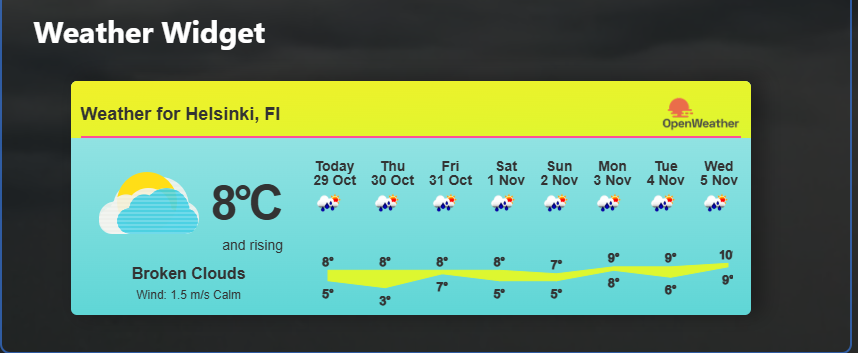 Weather Widget
Weather for Helsinki, FI
OpenWeather
Today Thu Fri Sat Sun Mon Tue Wed
29 Oct 30 Oct 31 Oct 1 Nov 2 Nov 3 Nov 4 Nov 5 Nov
8°C
and rising
Broken Clouds
Wind: 1.5 m/s Calm
8° 8° 8° 8° 7° 9° 9° 10
5° 3° 7° 5° 5° 8° 6° 9°